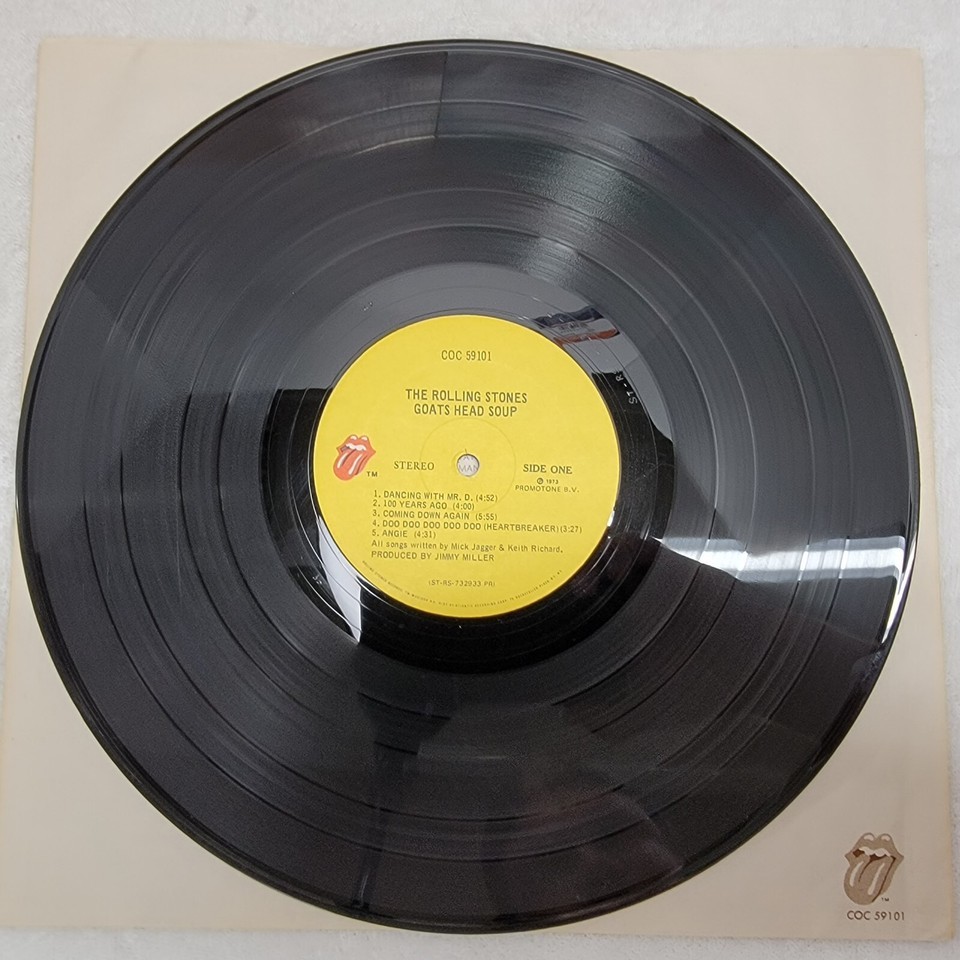 COC 59101
THE ROLLING STONES
GOATS HEAD SOUP
TM
STEREO
SIDE ONE
℗ 1973
PROMOTONE B.V.
1. DANCING WITH MR. D. (4:52)
2. 100 YEARS AGO (4:00)
3. COMING DOWN AGAIN (5:55)
4. DOO DOO DOO DOO DOO (HEARTBREAKER) (3:27)
5. ANGIE (4:31)
All songs written by Mick Jagger & Keith Richard.
PRODUCED BY JIMMY MILLER
(ST-RS-732933 PR)
ST-R
TM
COC 59101